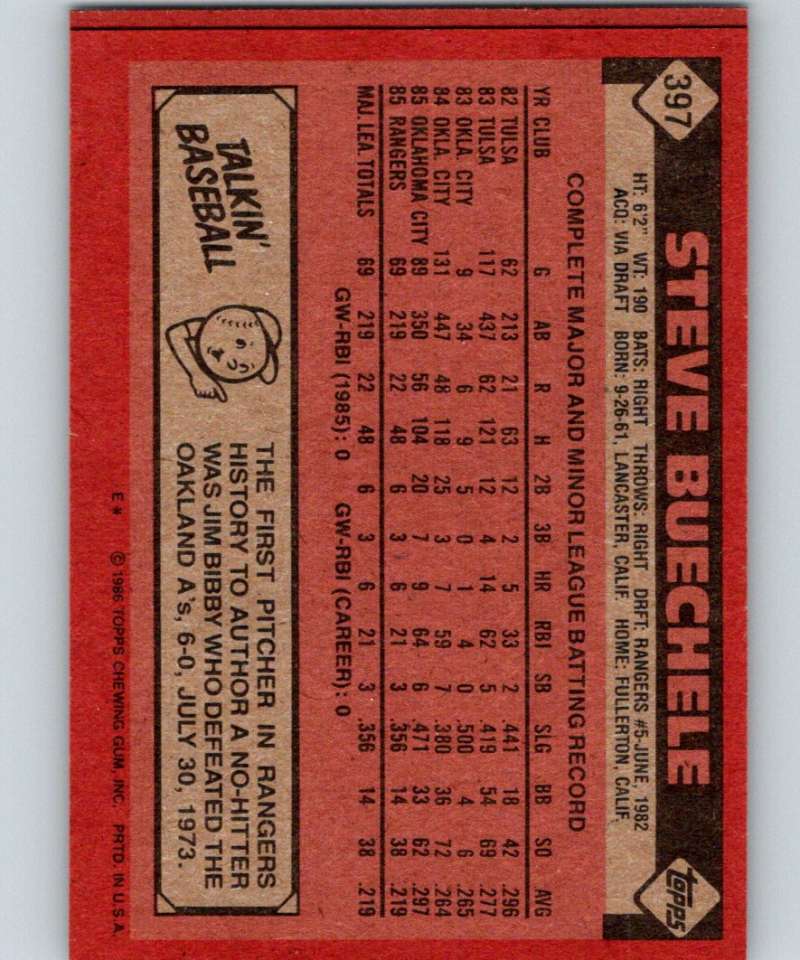 397
STEVE BUECHELE
topps
HT: 6'2" WT: 190 BATS: RIGHT THROWS: RIGHT DRFT: RANGERS #5-JUNE, 1982
ACQ: VIA DRAFT BORN: 9-26-61, LANCASTER, CALIF. HOME: FULLERTON, CALIF.
COMPLETE MAJOR AND MINOR LEAGUE BATTING RECORD
YR CLUB G AB R H 2B 3B HR RBI SB SLG BB SO AVG
82 TULSA 62 213 21 63 12 2 5 33 2 .441 18 42 .296
83 TULSA 117 437 62 121 12 4 14 62 5 .419 54 69 .277
83 OKLA. CITY 9 34 6 9 5 0 1 4 0 .500 4 6 .265
84 OKLA. CITY 131 447 48 118 25 3 7 59 7 .380 36 72 .264
85 OKLAHOMA CITY 89 350 56 104 20 7 9 64 6 .471 33 62 .297
85 RANGERS 69 219 22 48 6 3 6 21 3 .356 14 38 .219
MAJ. LEA. TOTALS 69 219 22 48 6 3 6 21 3 .356 14 38 .219
GW-RBI (1985): 0 GW-RBI (CAREER): 0
TALKIN'
BASEBALL
THE FIRST PITCHER IN RANGERS
HISTORY TO AUTHOR A NO-HITTER
WAS JIM BIBBY WHO DEFEATED THE
OAKLAND A's, 6-0, JULY 30, 1973.
E * © 1986 TOPPS CHEWING GUM, INC. PRTD. IN U.S.A.